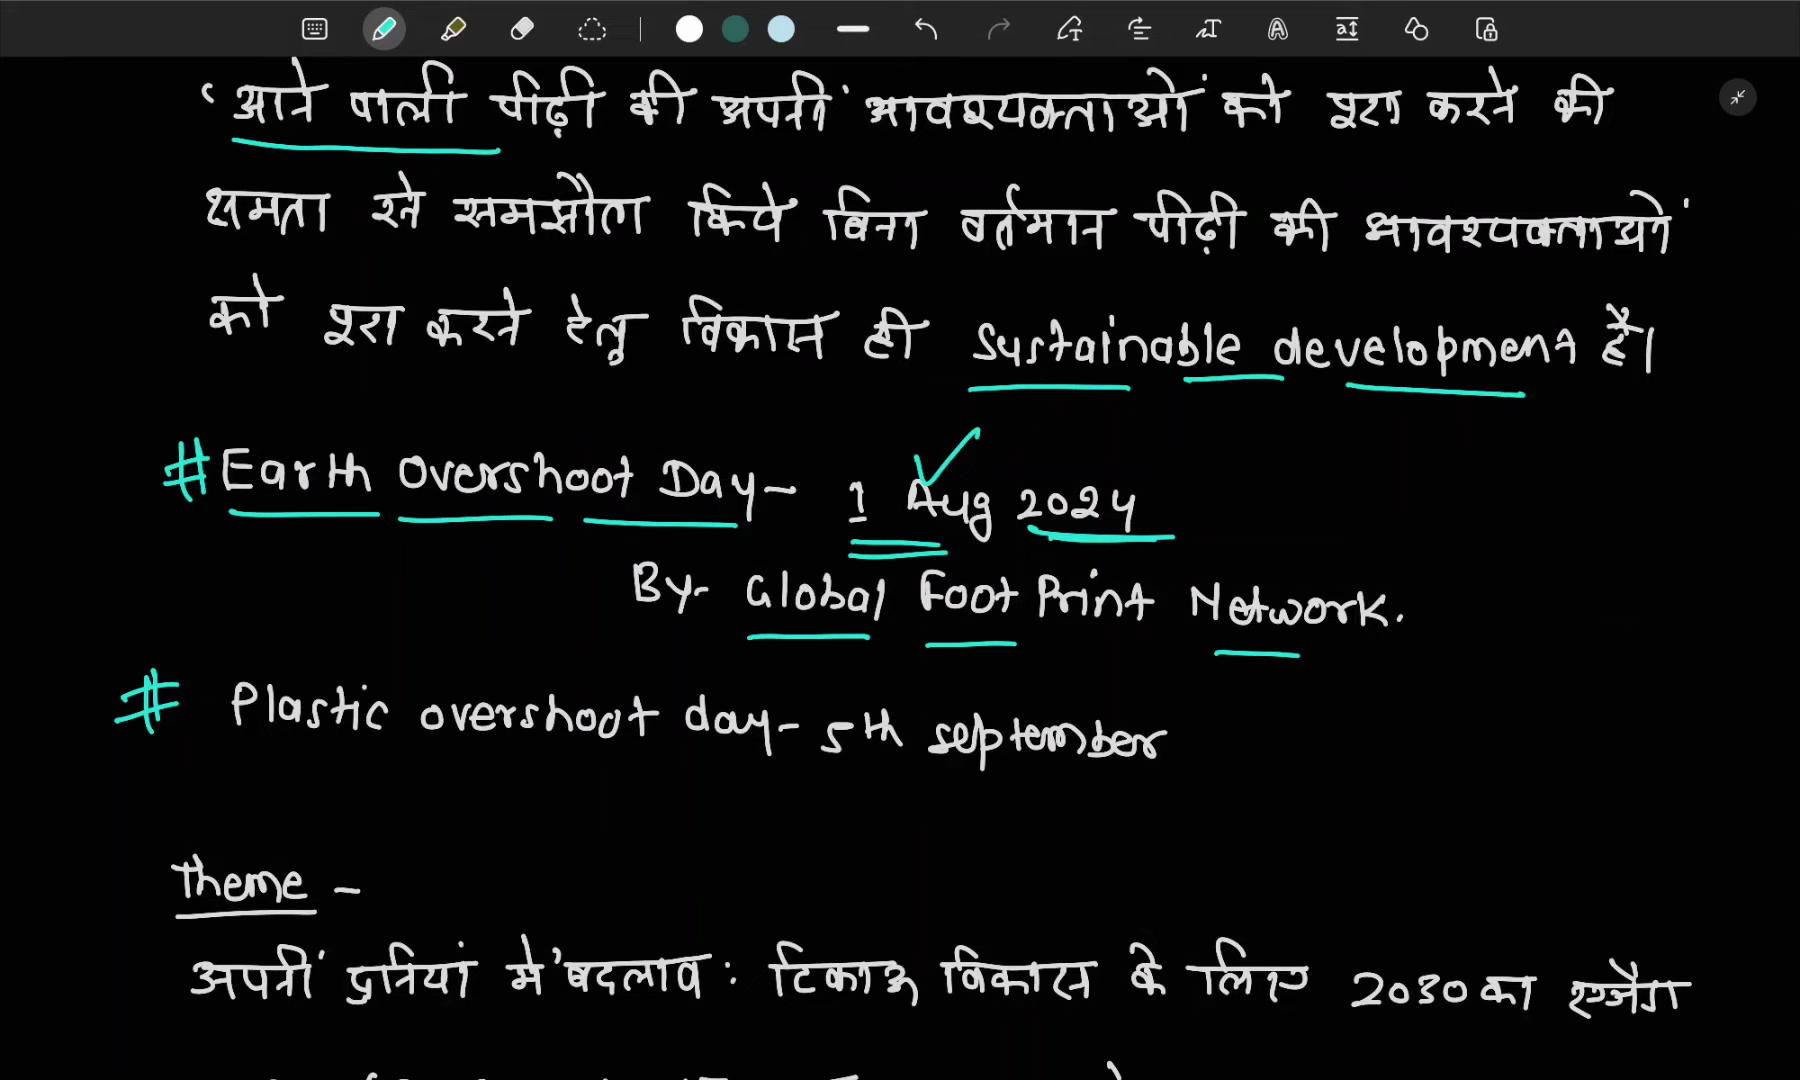 'आने वाली पीढ़ी की अपनी आवश्यकताओं को पूरा करने की
क्षमता से समझौता किये बिना वर्तमान पीढ़ी की आवश्यकताओं
को पूरा करने हेतु विकास ही Sustainable development है।
# Earth Overshoot Day - 1 Aug 2024
By- Global Foot Print Network.
# Plastic overshoot day - 5th september
Theme -
अपनी दुनियां में बदलाव : टिकाऊ विकास के लिए 2030 का